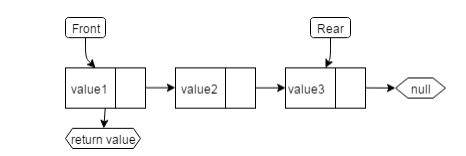 Front
Rear
value1
value2
value3
null
return value